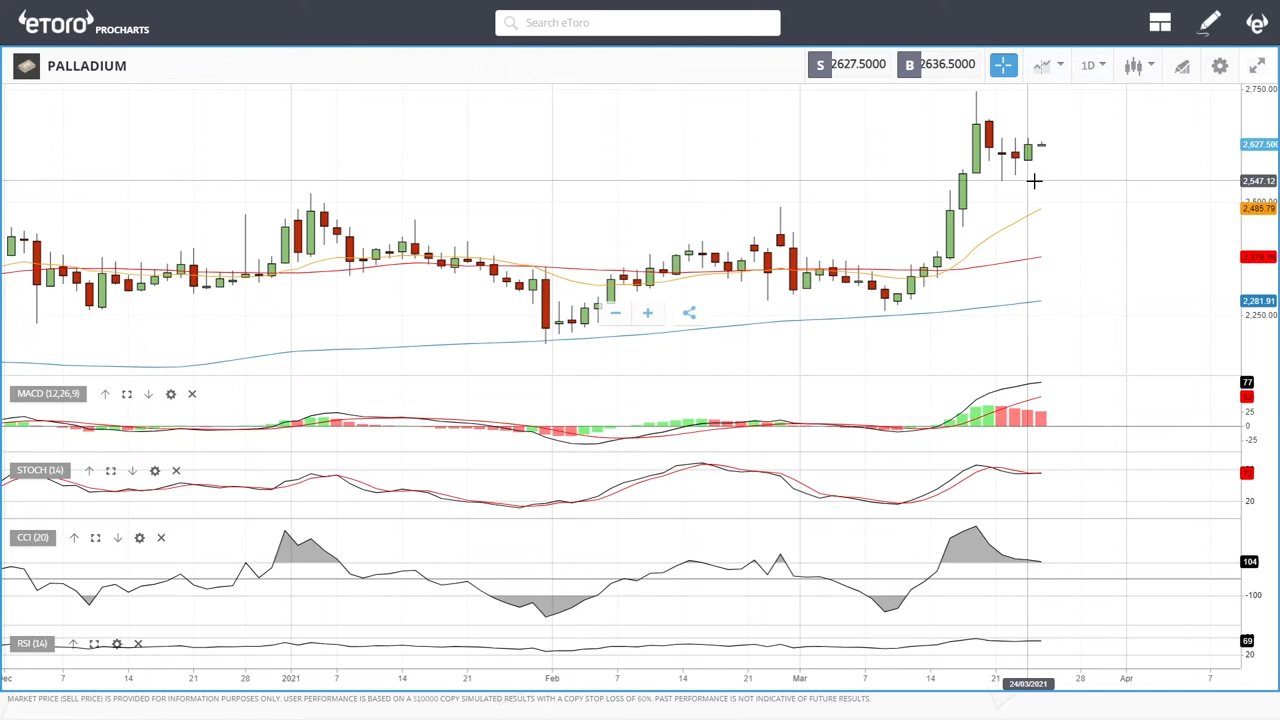 eToro PROCHARTS
Search eToro
PALLADIUM
S 2627.5000
B 2636.5000
1D
2,750.00
2,627.500
2,547.12
2,500.00
2,485.79
2,281.91
2,250.00
MACD (12,26,9)
77
52
25
0
-25
STOCH (14)
72
20
CCI (20)
104
-100
RSI (14)
69
20
Dec 7 14 21 28 2021 7 14 21 Feb 7 14 21 Mar 7 14 21 24/03/2021 28 Apr 7
MARKET PRICE (SELL PRICE) IS PROVIDED FOR INFORMATION PURPOSES ONLY. USER PERFORMANCE IS BASED ON A $10000 COPY SIMULATED RESULTS WITH A COPY STOP LOSS OF 60%. PAST PERFORMANCE IS NOT INDICATIVE OF FUTURE RESULTS.